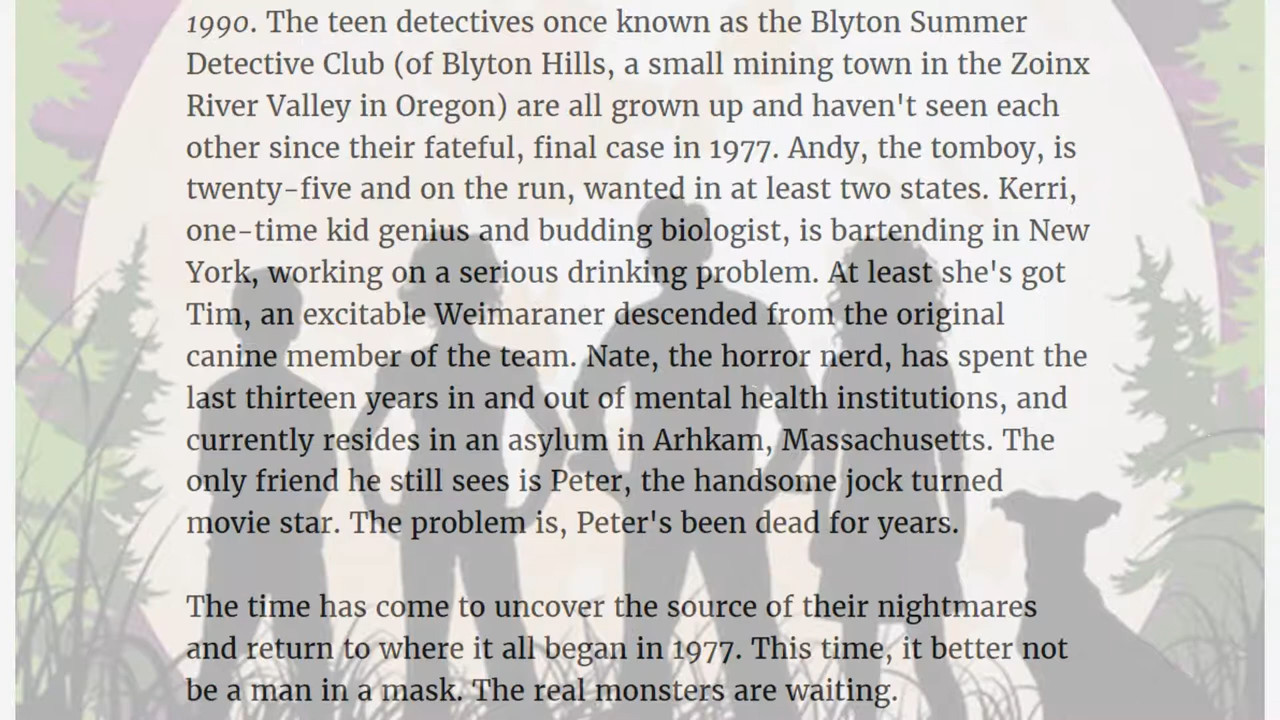 1990. The teen detectives once known as the Blyton Summer
Detective Club (of Blyton Hills, a small mining town in the Zoinx
River Valley in Oregon) are all grown up and haven't seen each
other since their fateful, final case in 1977. Andy, the tomboy, is
twenty-five and on the run, wanted in at least two states. Kerri,
one-time kid genius and budding biologist, is bartending in New
York, working on a serious drinking problem. At least she's got
Tim, an excitable Weimaraner descended from the original
canine member of the team. Nate, the horror nerd, has spent the
last thirteen years in and out of mental health institutions, and
currently resides in an asylum in Arhkam, Massachusetts. The
only friend he still sees is Peter, the handsome jock turned
movie star. The problem is, Peter's been dead for years.
The time has come to uncover the source of their nightmares
and return to where it all began in 1977. This time, it better not
be a man in a mask. The real monsters are waiting.